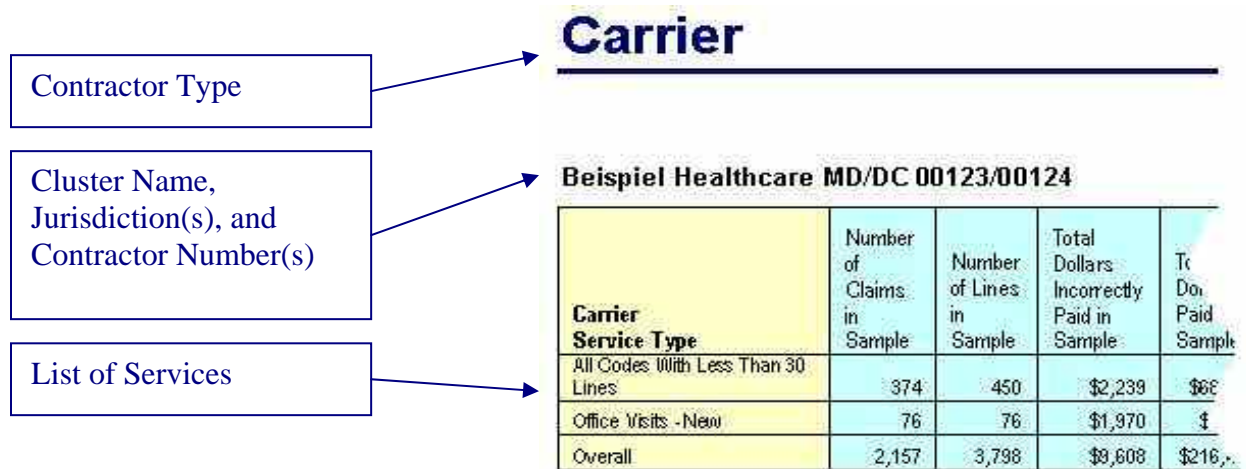 Carrier
Contractor Type
Cluster Name,
Jurisdiction(s), and
Contractor Number(s)
Beispiel Healthcare MD/DC 00123/00124
Carrier
Service Type
Number
of
Claims
in
Sample
Number
of Lines
in
Sample
Total
Dollars
Incorrectly
Paid in
Sample
Paid
Sample
List of Services
All Codes With Less Than 30
Lines 374 450 $2,239
Office Visits - New 76 76 $1,970 $
Overall 2,157 3,798 $9,608 $216,